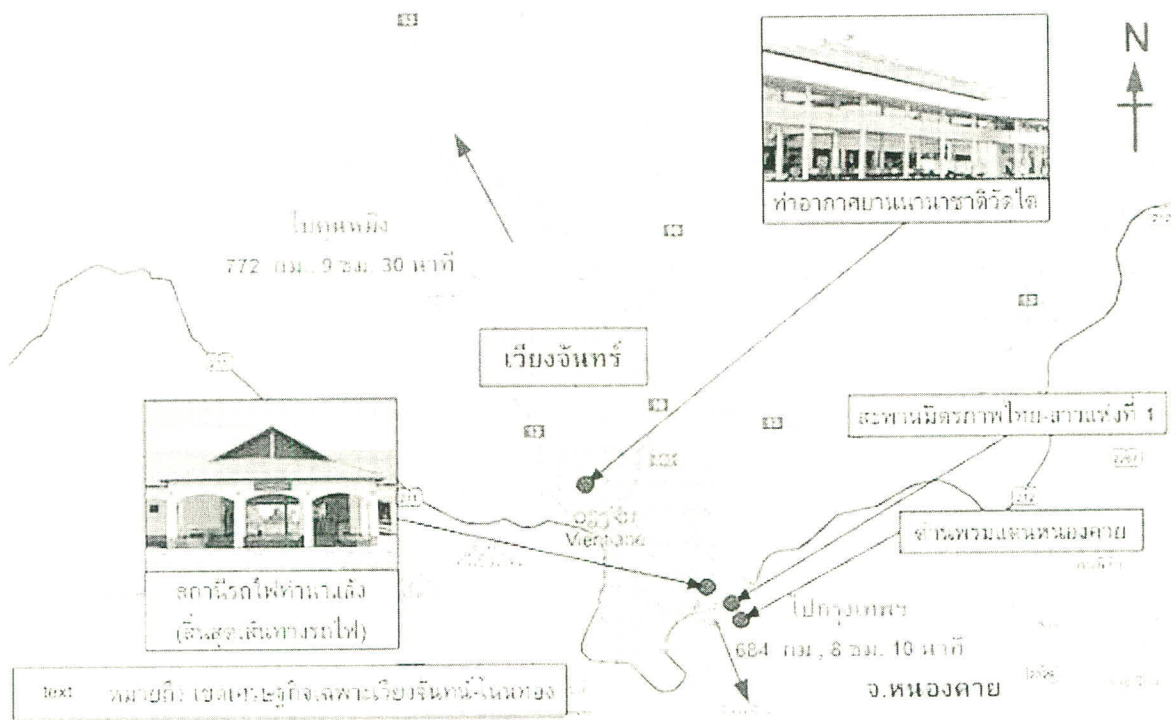 13
N
ท่าอากาศยานนานาชาติวัดไต
ไปคุนหมิง
772 กม., 9 ชม. 30 นาที
เวียงจันทร์
สะพานมิตรภาพไทย-ลาวแห่งที่ 1
Vientiane
ด่านพรมแดนหนองคาย
สถานีรถไฟท่านาแล้ง
(สิ้นสุดเส้นทางรถไฟ)
ไปกรุงเทพฯ
684 กม., 8 ชม. 10 นาที
จ.หนองคาย
text หมายถึง เขตเศรษฐกิจเฉพาะเวียงจันทน์-โนนทอง